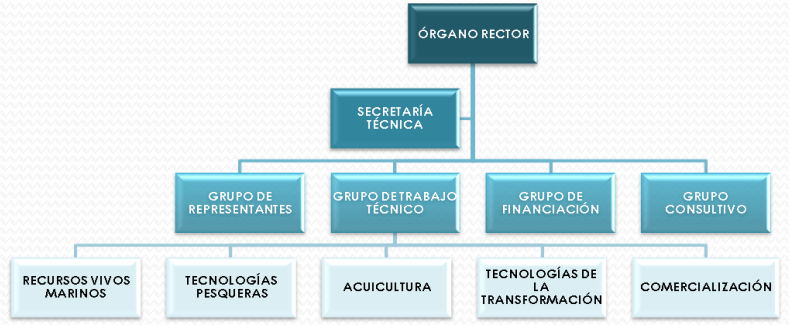 ÓRGANO RECTOR
SECRETARÍA
TÉCNICA
GRUPO DE
REPRESENTANTES
GRUPO DE TRABAJO
TÉCNICO
GRUPO DE
FINANCIACIÓN
GRUPO
CONSULTIVO
RECURSOS VIVOS
MARINOS
TECNOLOGÍAS
PESQUERAS
ACUICULTURA
TECNOLOGÍAS DE
LA
TRANSFORMACIÓN
COMERCIALIZACIÓN